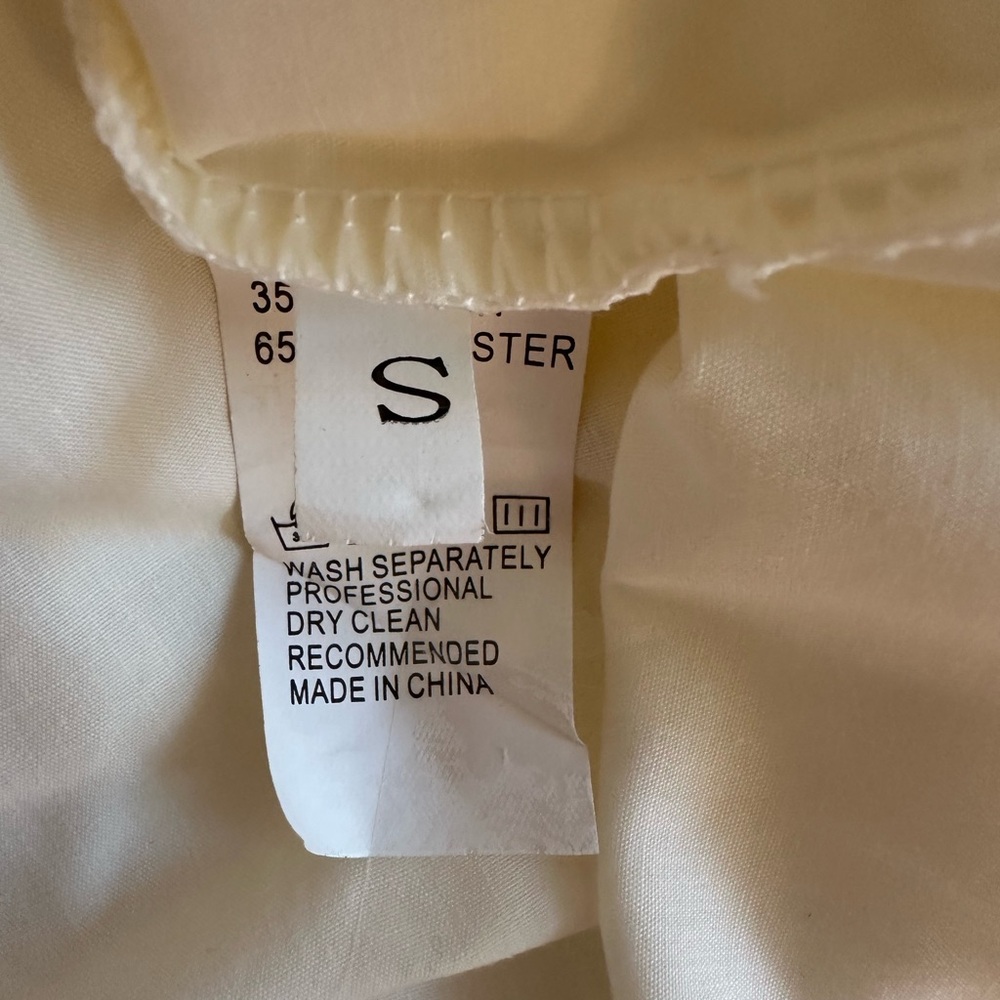 35
65 STER
S
WASH SEPARATELY
PROFESSIONAL
DRY CLEAN
RECOMMENDED
MADE IN CHINA